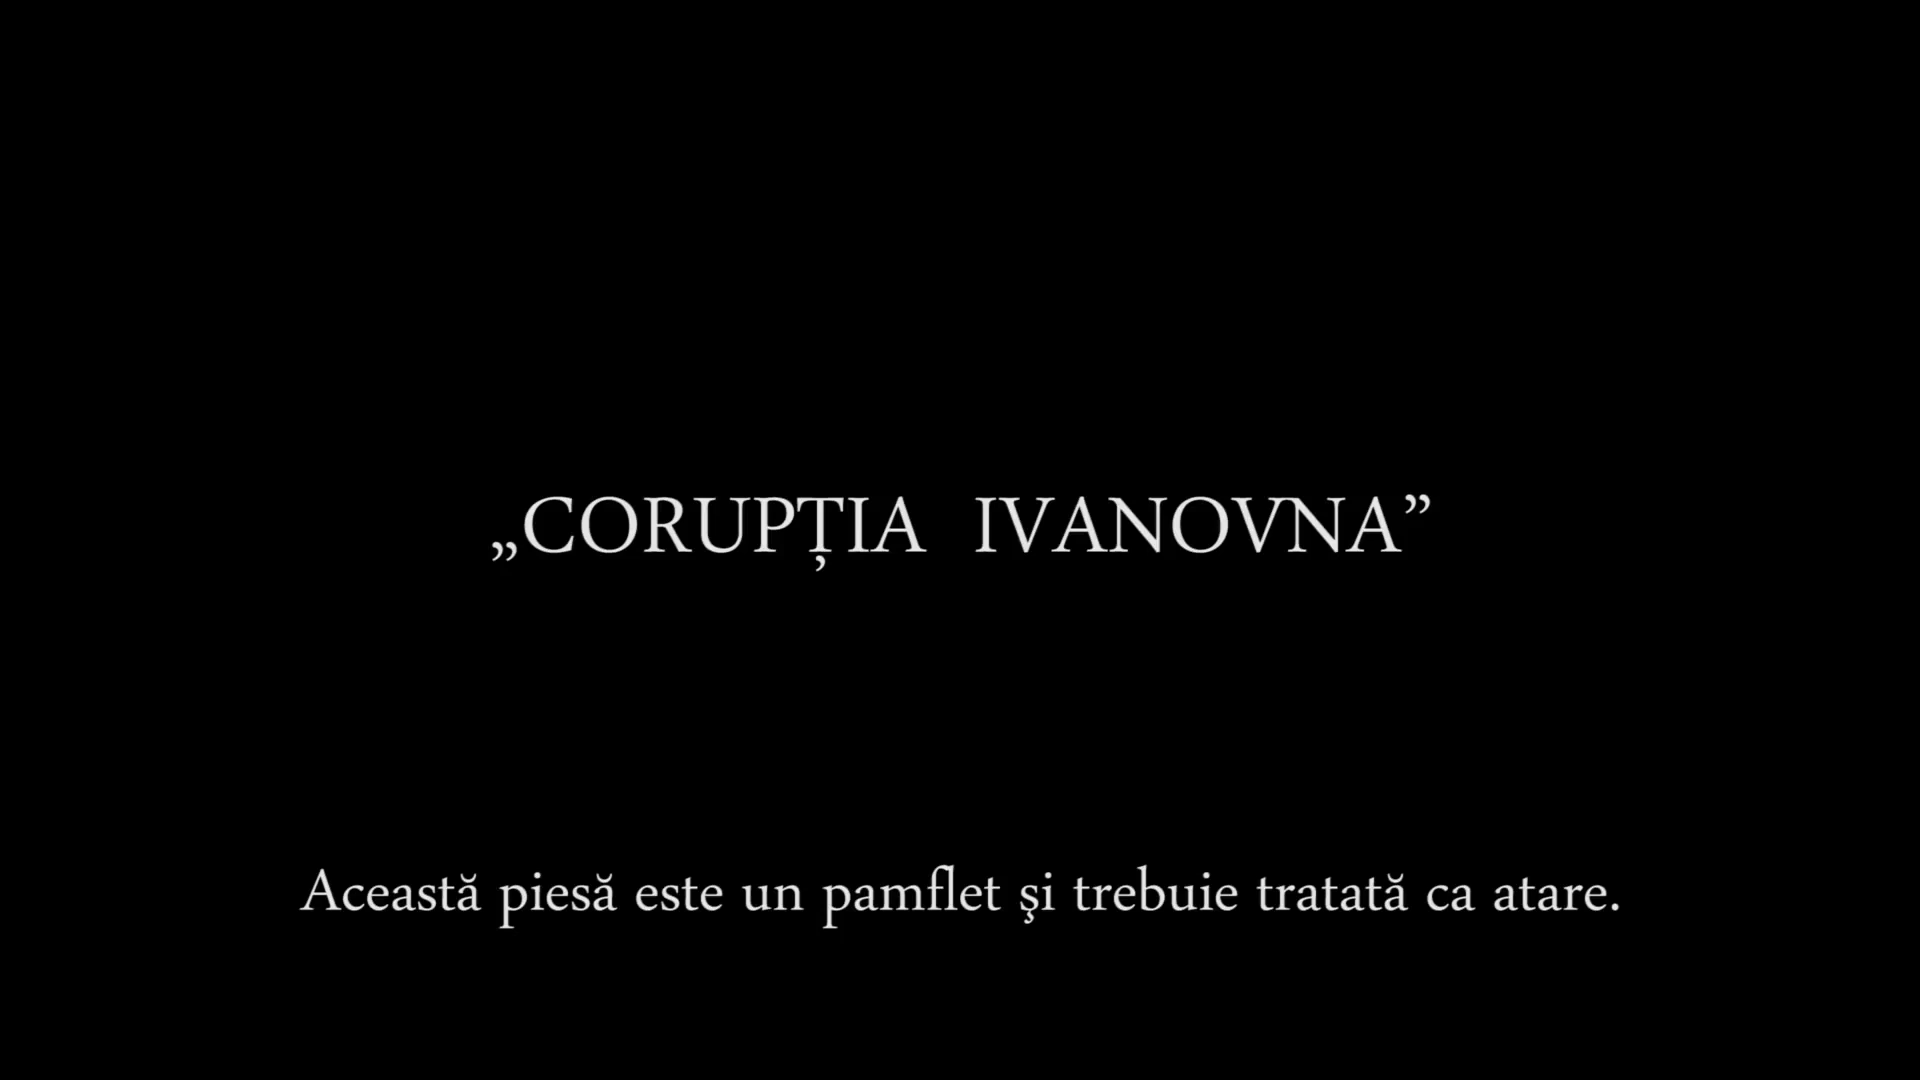 „CORUPȚIA IVANOVNA”
Această piesă este un pamflet şi trebuie tratată ca atare.